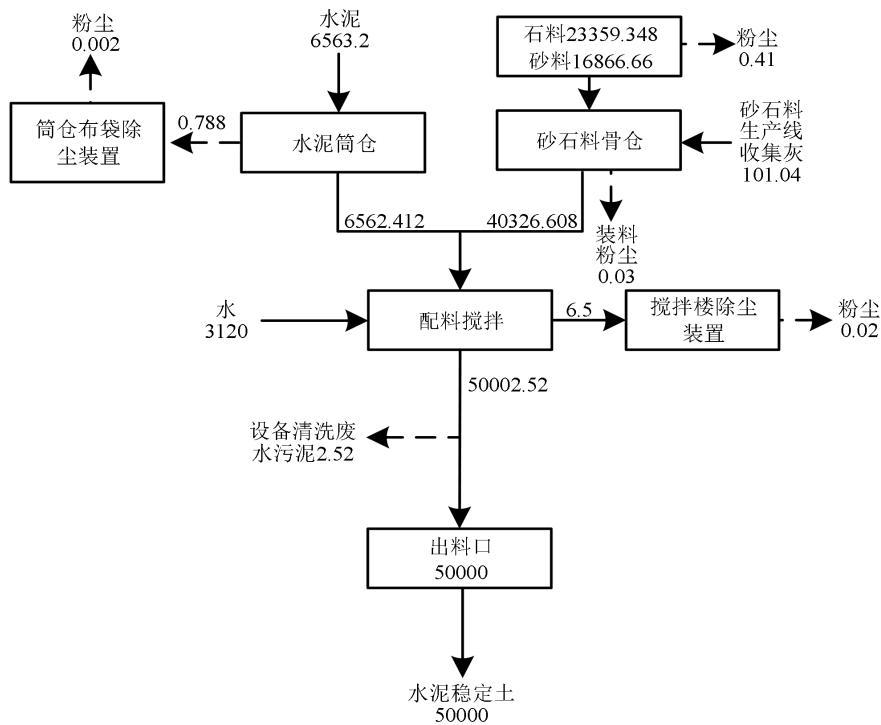 粉尘
0.002
水泥
6563.2
石料23359.348
砂料16866.66
粉尘
0.41
筒仓布袋除
尘装置
0.788
水泥筒仓
砂石料骨仓
砂石料
生产线
收集灰
101.04
6562.412
40326.608
装料
粉尘
0.03
水
3120
配料搅拌
6.5
搅拌楼除尘
装置
粉尘
0.02
50002.52
设备清洗废
水污泥2.52
出料口
50000
水泥稳定土
50000